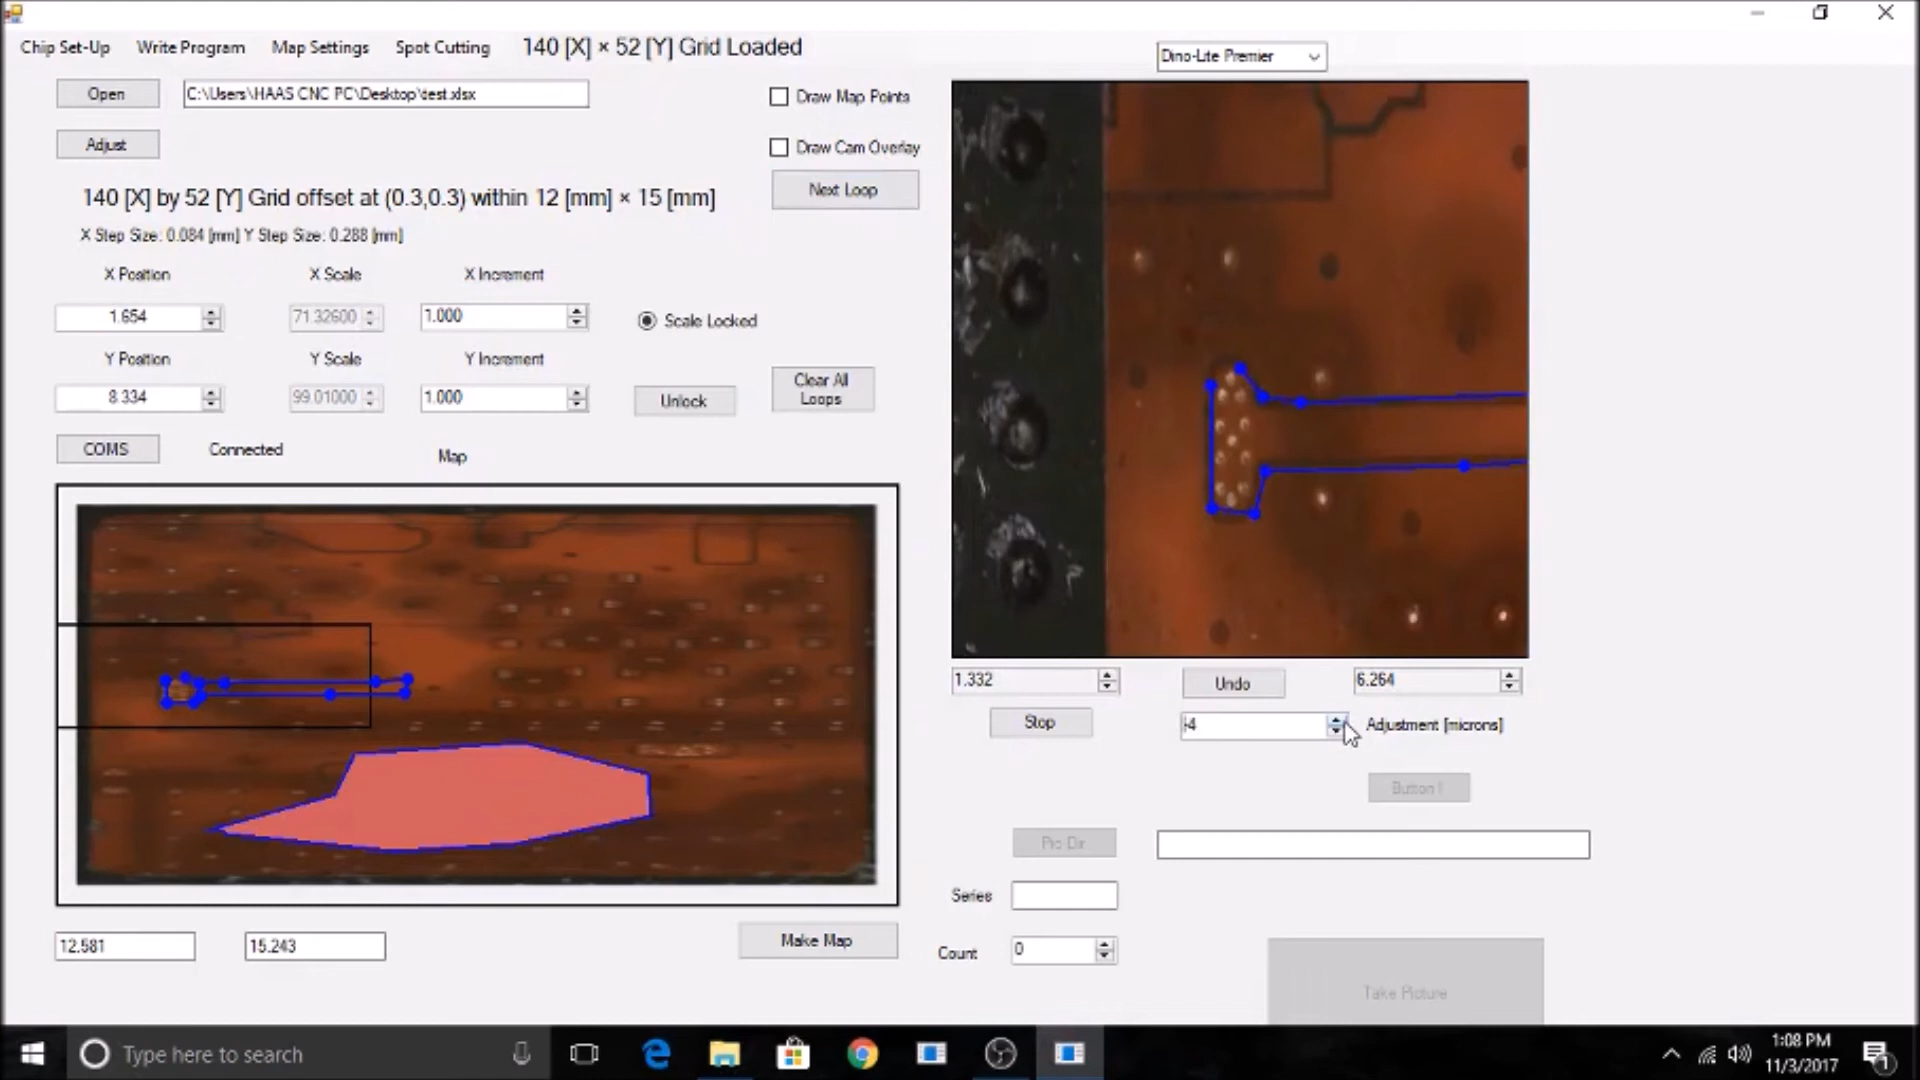 Chip Set-Up Write Program Map Settings Spot Cutting 140 [X] × 52 [Y] Grid Loaded
Dino-Lite Premier
Open C:\Users\HAAS CNC PC\Desktop\dest.xlsx
Draw Map Points
Adjust
Draw Cam Overlay
Next Loop
140 [X] by 52 [Y] Grid offset at (0.3,0.3) within 12 [mm] × 15 [mm]
X Step Size: 0.084 [mm] Y Step Size: 0.288 [mm]
X Position X Scale X Increment
1.654 71.32600 1.000
Scale Locked
Y Position Y Scale Y Increment
8.334 99.01000 1.000
Unlock
Clear All
Loops
COMS Connected
Map
1.332 Undo 6.264
Stop -4 Adjustment [microns]
Pic Dir
Series
Count 0
12.581 15.243 Make Map
Take Picture
Type here to search
1:08 PM
11/3/2017
1